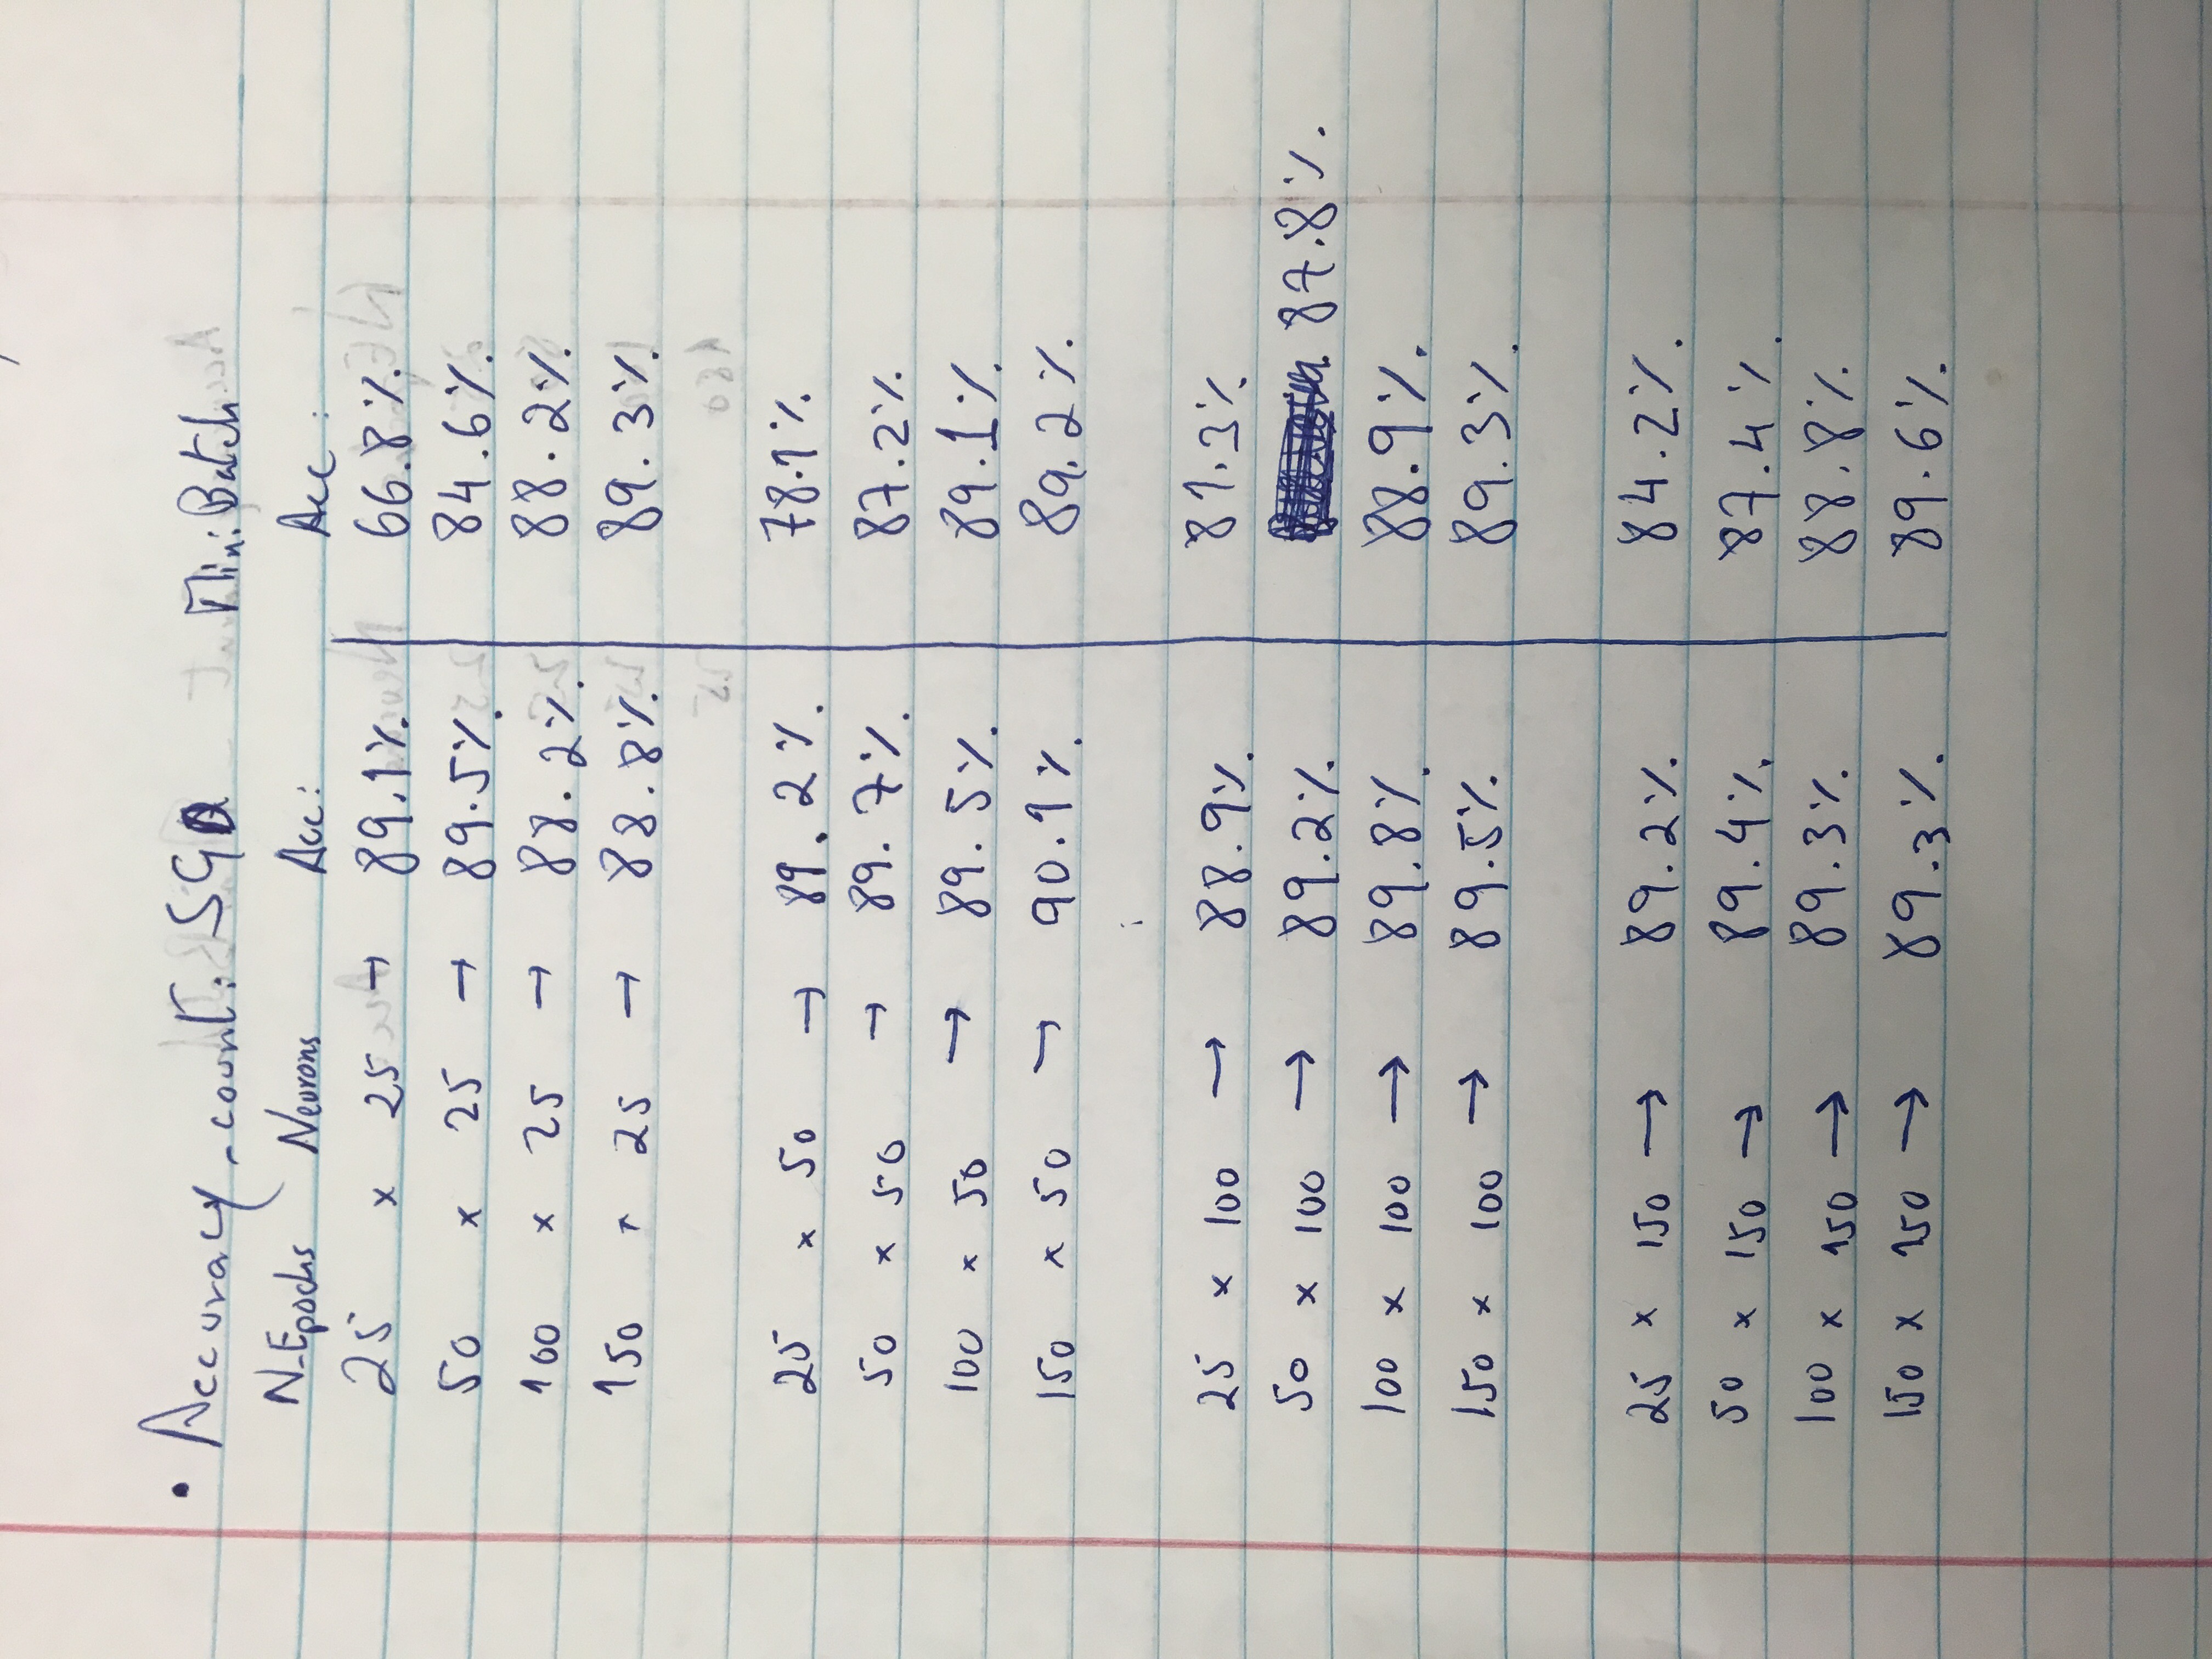 • Accuracy_count: SGD Mini Batch
N_Epochs Neurons Acc: Acc:
25 x 25 → 89.1% 66.8%
50 x 25 → 89.5% 84.6%
100 x 25 → 88.2% 88.2%
150 x 25 → 88.8% 89.3%
25 x 50 → 89.2% 78.1%
50 x 50 → 89.7% 87.2%
100 x 50 → 89.5% 89.1%
150 x 50 → 90.1% 89.2%
25 x 100 → 88.9% 81.3%
50 x 100 → 89.2% 87.8%
100 x 100 → 89.8% 88.9%
150 x 100 → 89.5% 89.3%
25 x 150 → 89.2% 84.2%
50 x 150 → 89.4% 87.4%
100 x 150 → 89.3% 88.8%
150 x 150 → 89.3% 89.6%